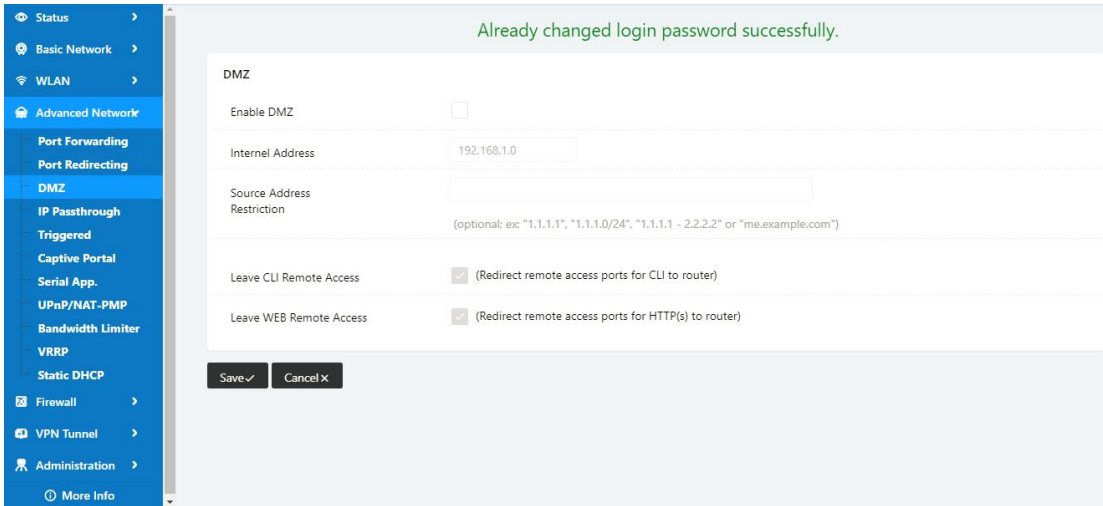 Status
Basic Network
WLAN
Advanced Network
Port Forwarding
Port Redirecting
DMZ
IP Passthrough
Triggered
Captive Portal
Serial App.
UPnP/NAT-PMP
Bandwidth Limiter
VRRP
Static DHCP
Firewall
VPN Tunnel
Administration
More Info
Already changed login password successfully.
DMZ
Enable DMZ
Internel Address 192.168.1.0
Source Address
Restriction
(optional; ex: "1.1.1.1", "1.1.1.0/24", "1.1.1.1 - 2.2.2.2" or "me.example.com")
Leave CLI Remote Access (Redirect remote access ports for CLI to router)
Leave WEB Remote Access (Redirect remote access ports for HTTP(s) to router)
Save Cancel